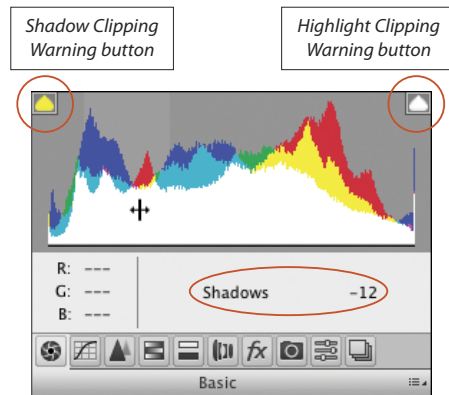 Shadow Clipping
Warning button
Highlight Clipping
Warning button
R: ---
G: ---
B: ---
Shadows -12
fx
Basic